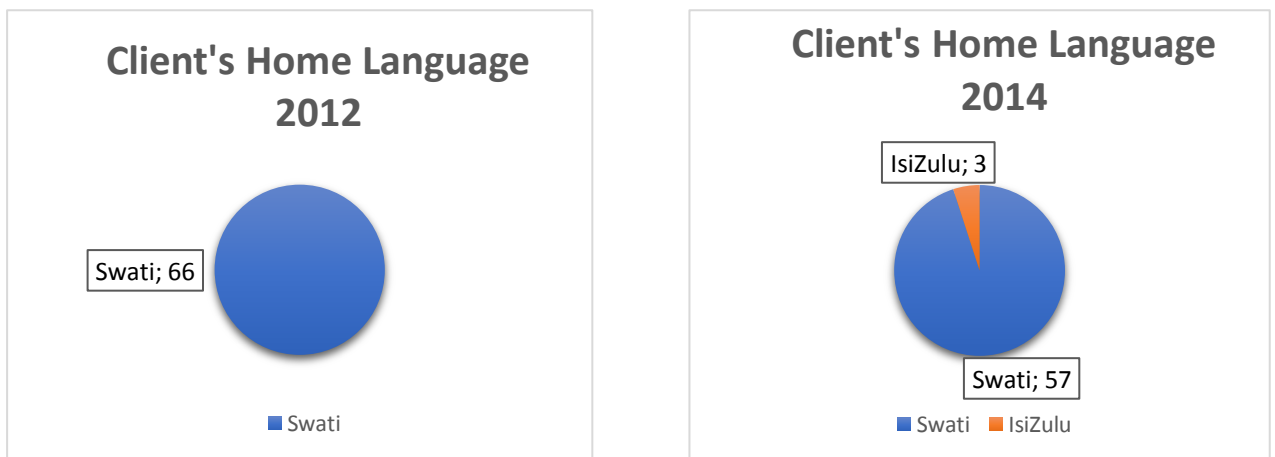 Client's Home Language
2012
Swati; 66
Swati
Client's Home Language
2014
IsiZulu; 3
Swati; 57
Swati IsiZulu